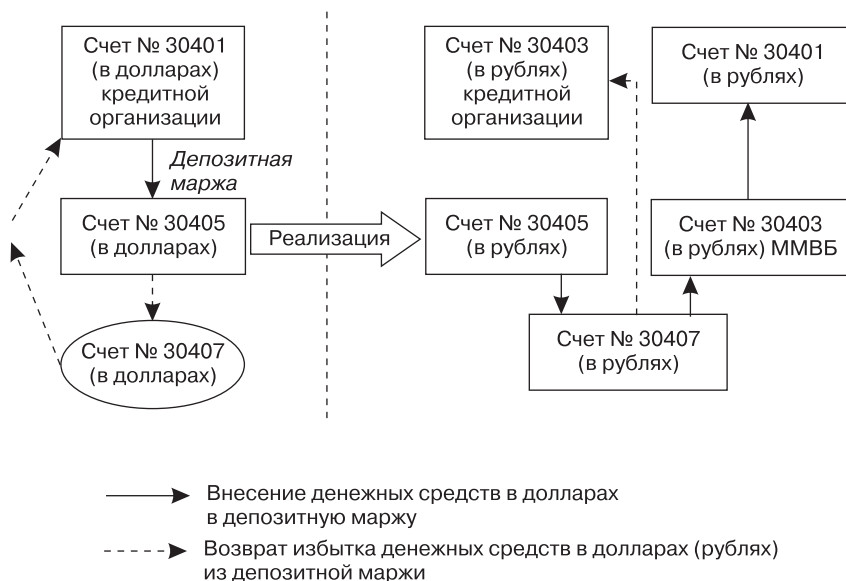 Счет № 30401
(в долларах)
кредитной
организации
Депозитная
маржа
Счет № 30405
(в долларах)
Счет № 30407
(в долларах)
Реализация
Счет № 30403
(в рублях)
кредитной
организации
Счет № 30401
(в рублях)
Счет № 30405
(в рублях)
Счет № 30403
(в рублях) ММВБ
Счет № 30407
(в рублях)
Внесение денежных средств в долларах
в депозитную маржу
Возврат избытка денежных средств в долларах (рублях)
из депозитной маржи